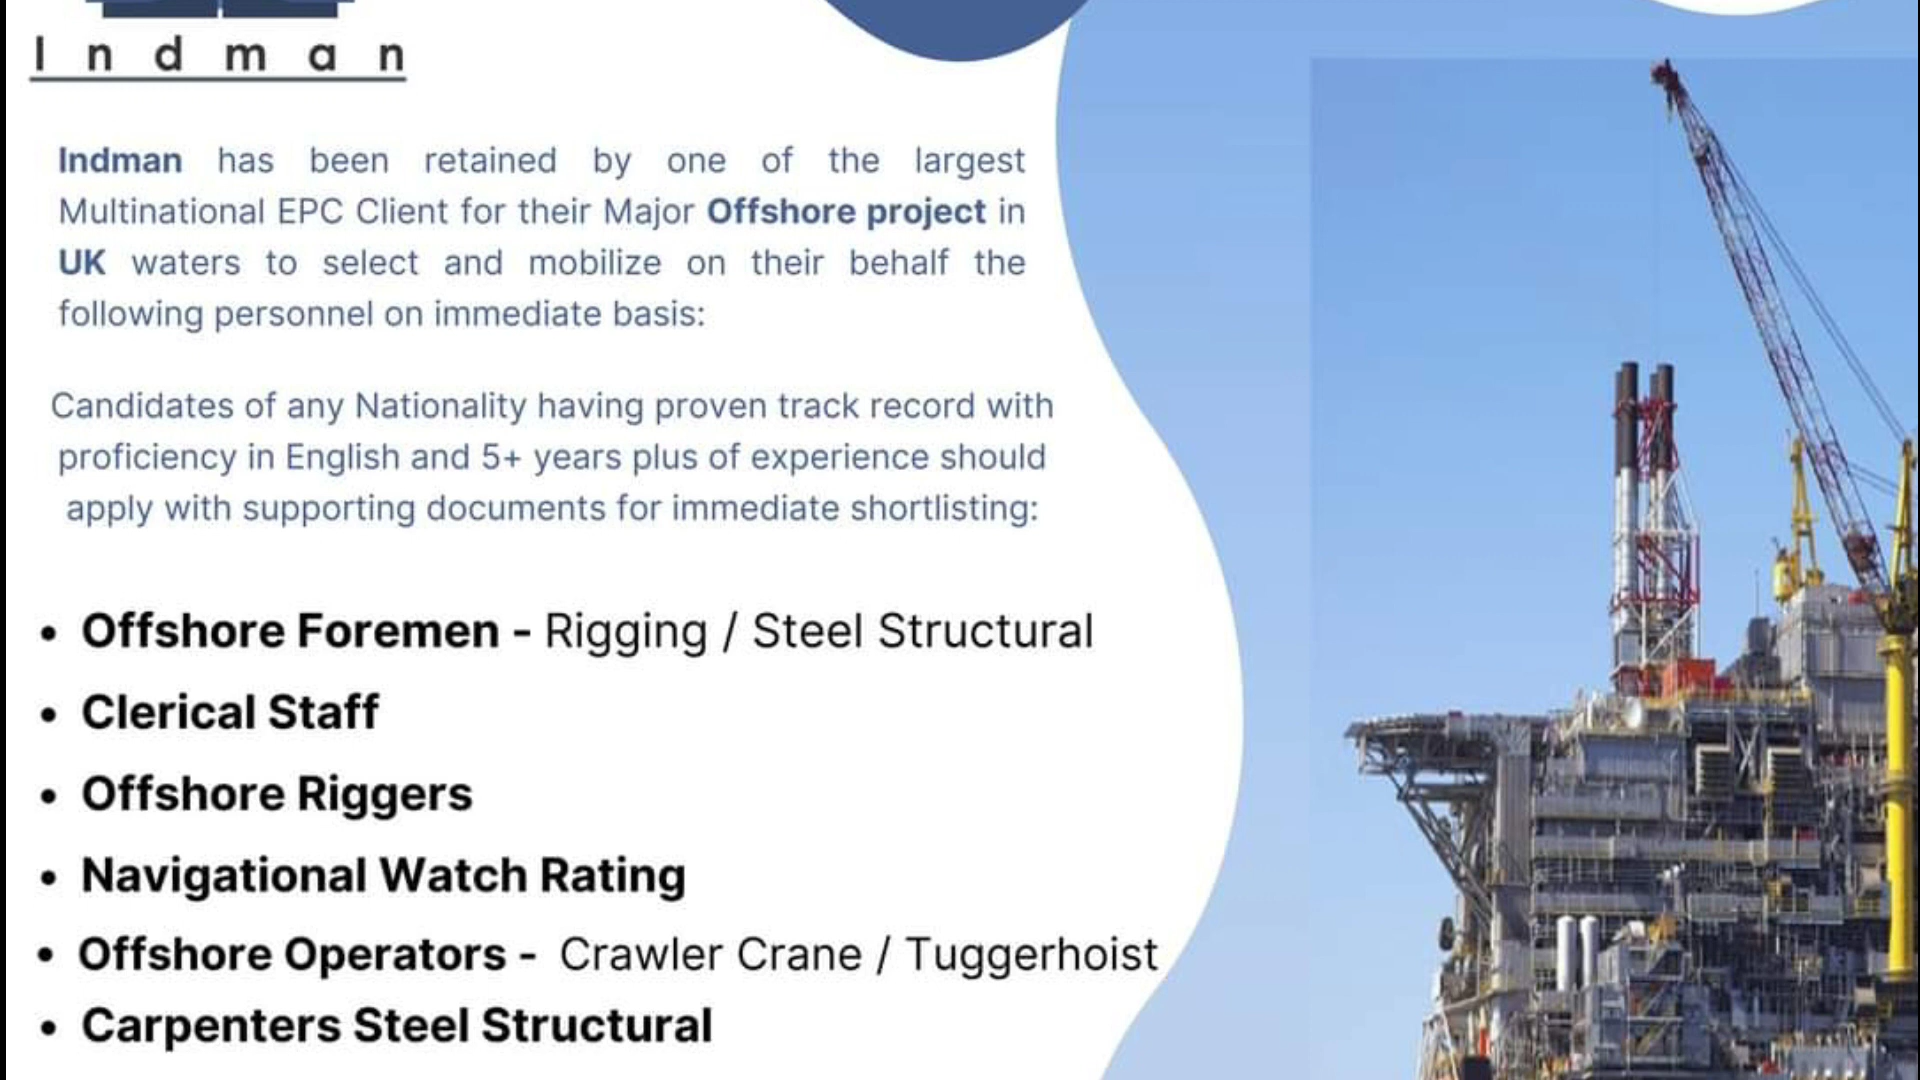 Indman
Indman has been retained by one of the largest
Multinational EPC Client for their Major Offshore project in
UK waters to select and mobilize on their behalf the
following personnel on immediate basis:
Candidates of any Nationality having proven track record with
proficiency in English and 5+ years plus of experience should
apply with supporting documents for immediate shortlisting:
• Offshore Foremen - Rigging / Steel Structural
• Clerical Staff
• Offshore Riggers
• Navigational Watch Rating
• Offshore Operators - Crawler Crane / Tuggerhoist
• Carpenters Steel Structural